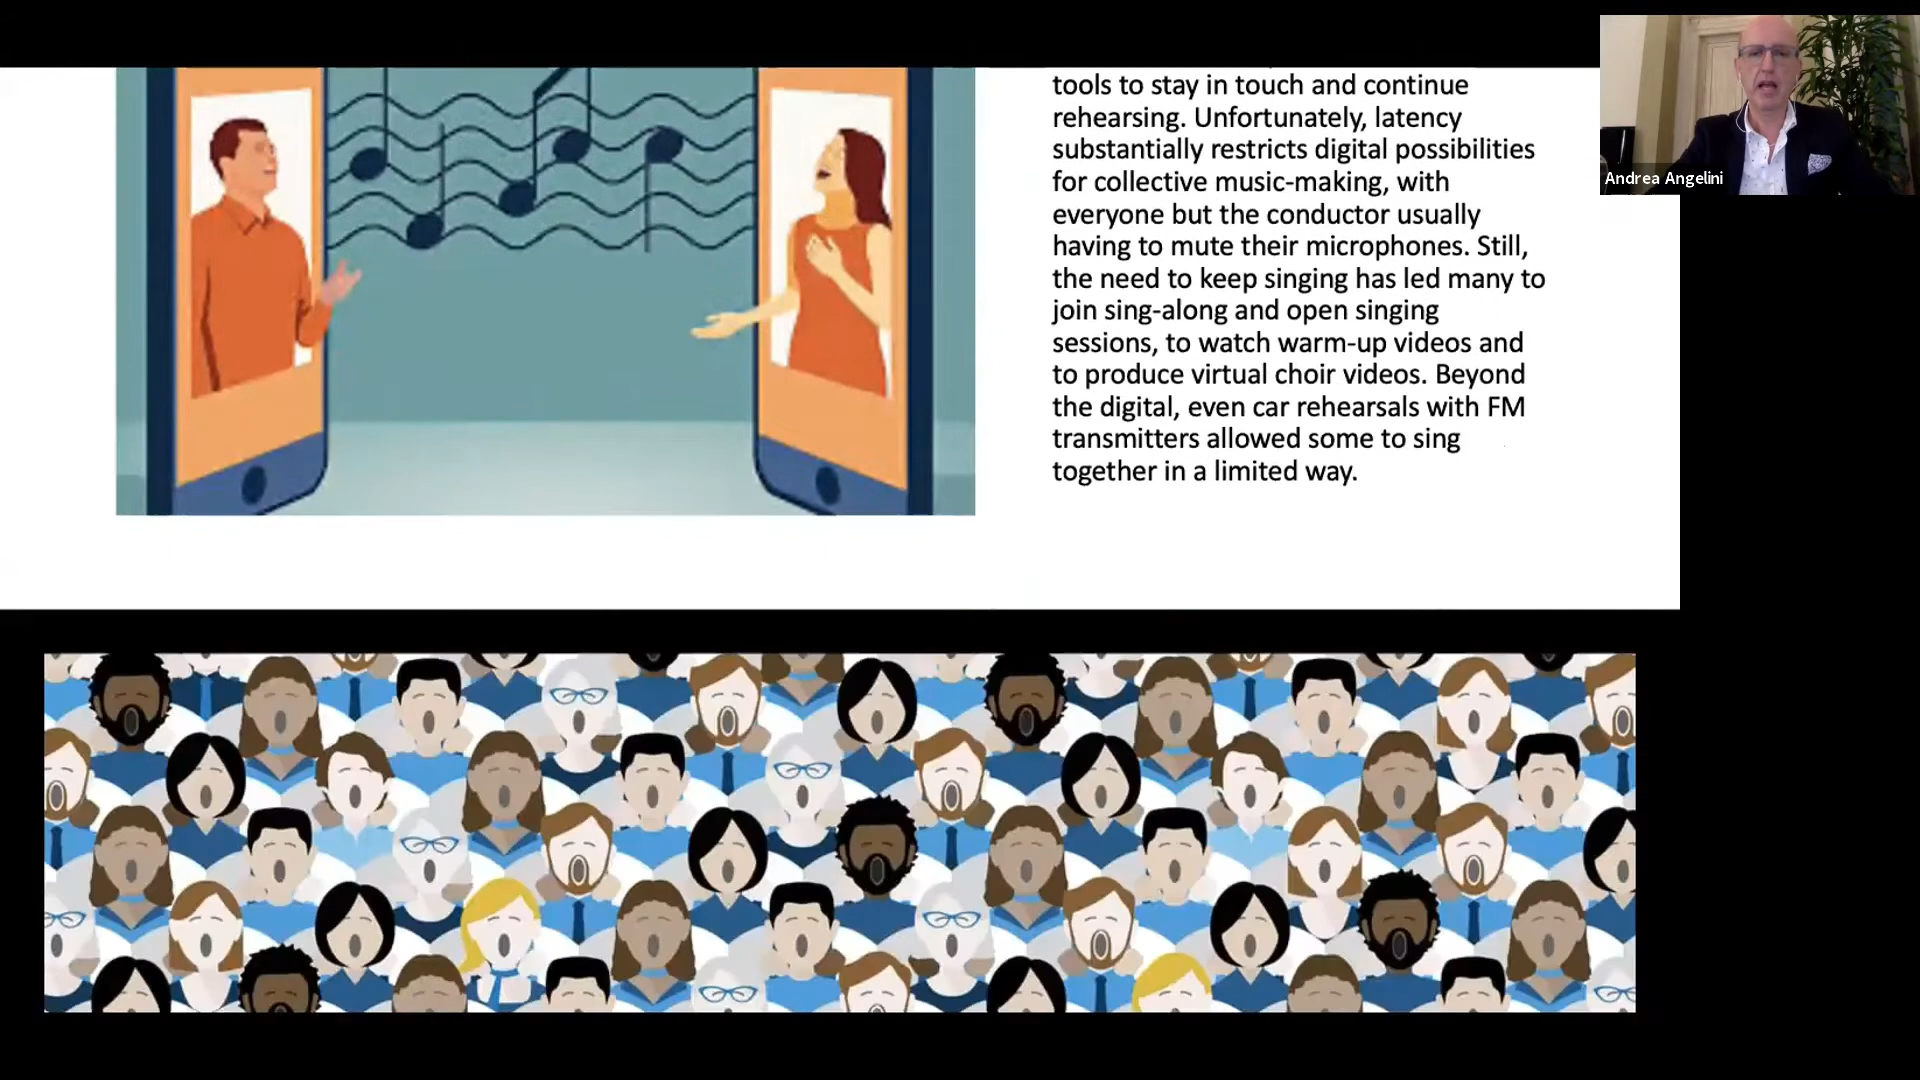 tools to stay in touch and continue
rehearsing. Unfortunately, latency
substantially restricts digital possibilities
for collective music-making, with
everyone but the conductor usually
having to mute their microphones. Still,
the need to keep singing has led many to
join sing-along and open singing
sessions, to watch warm-up videos and
to produce virtual choir videos. Beyond
the digital, even car rehearsals with FM
transmitters allowed some to sing
together in a limited way.
Andrea Angelini